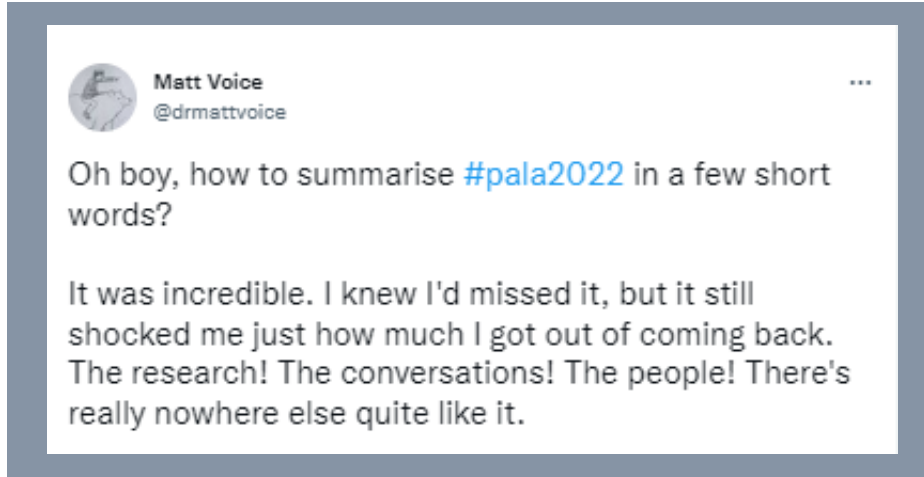 Matt Voice
@drmattvoice
Oh boy, how to summarise #pala2022 in a few short
words?
It was incredible. I knew I'd missed it, but it still
shocked me just how much I got out of coming back.
The research! The conversations! The people! There's
really nowhere else quite like it.